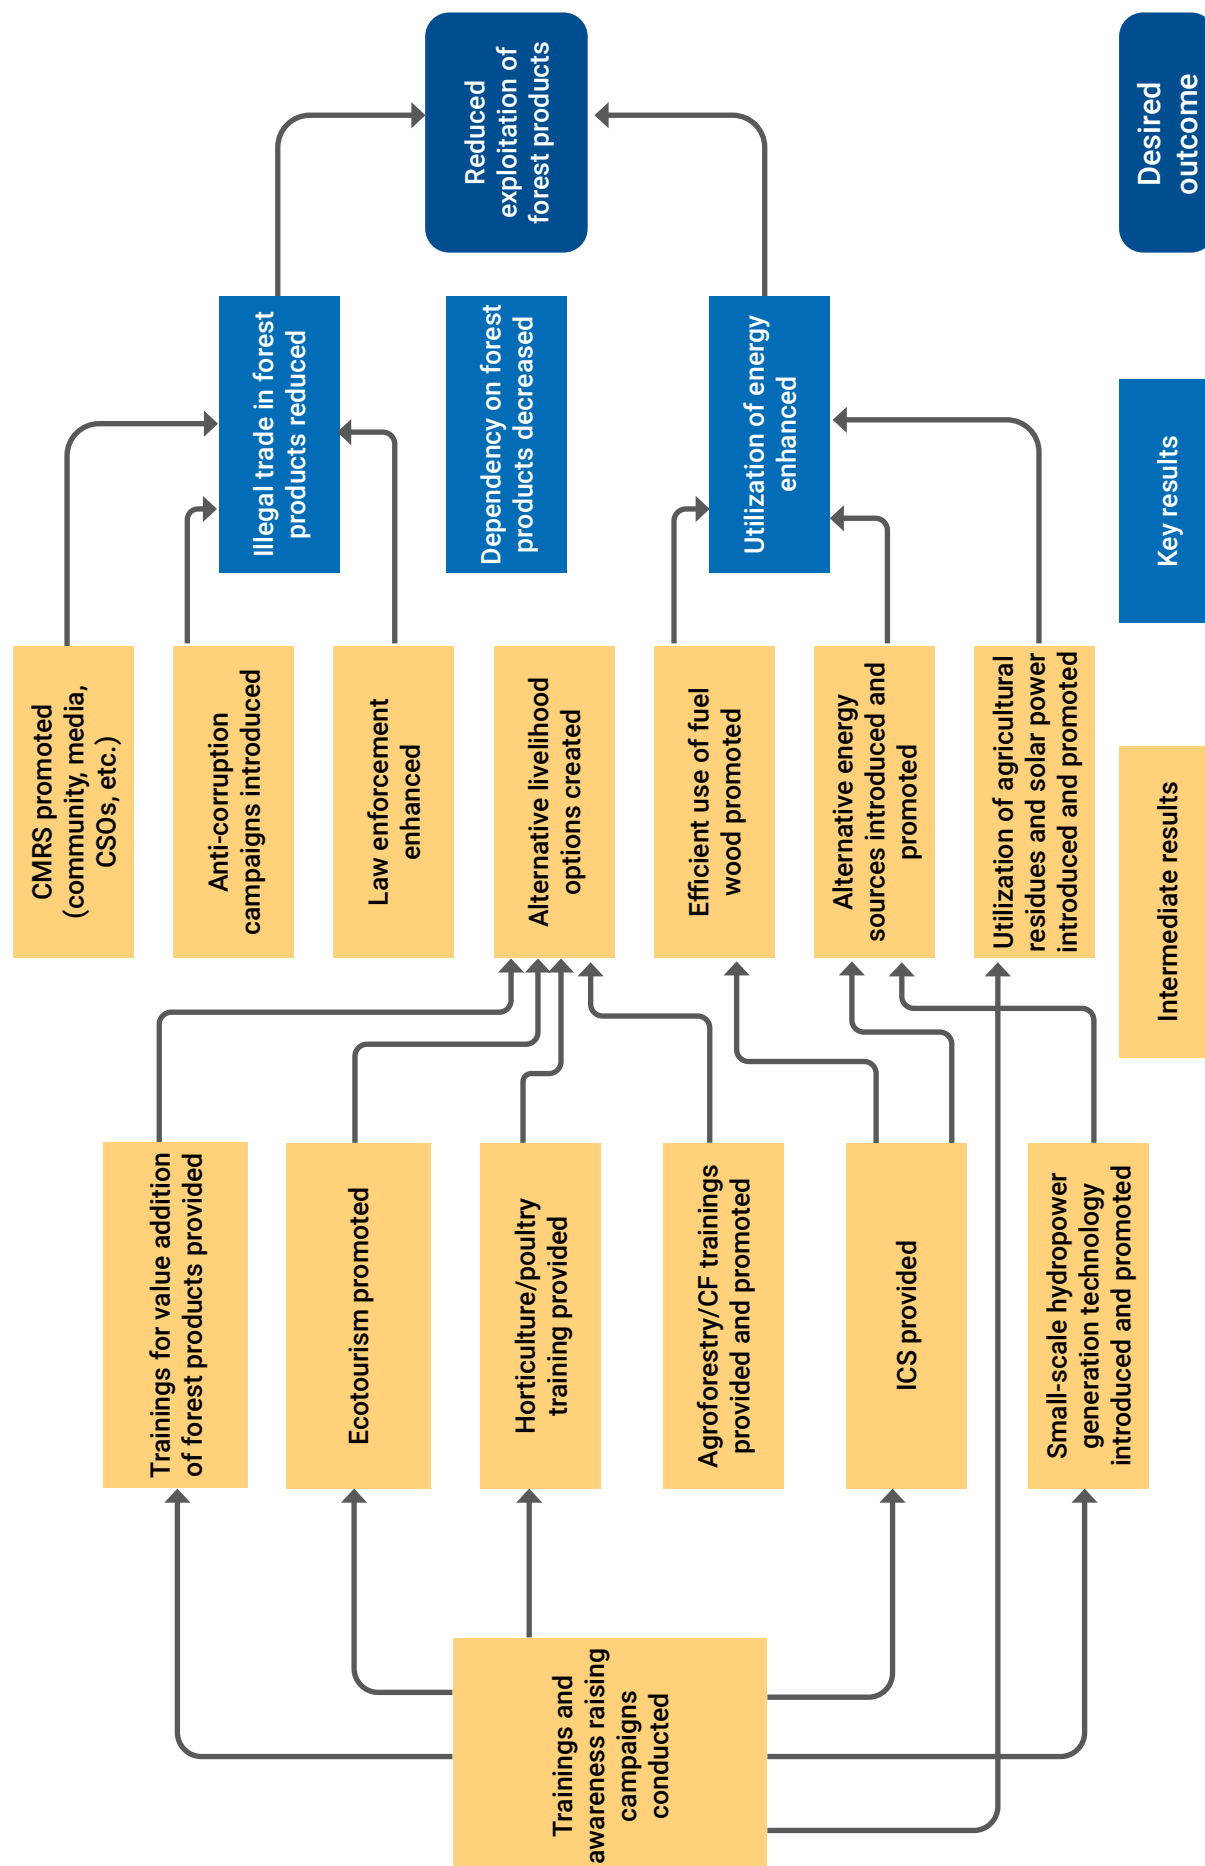 Trainings and
awareness raising
campaigns
conducted
Trainings for value addition
of forest products provided
Ecotourism promoted
Horticulture/poultry
training provided
Agroforestry/CF trainings
provided and promoted
ICS provided
Small-scale hydropower
generation technology
introduced and promoted
CMRS promoted
(community, media,
CSOs, etc.)
Anti-corruption
campaigns introduced
Law enforcement
enhanced
Alternative livelihood
options created
Efficient use of fuel
wood promoted
Alternative energy
sources introduced and
promoted
Utilization of agricultural
residues and solar power
introduced and promoted
Illegal trade in forest
products reduced
Dependency on forest
products decreased
Utilization of energy
enhanced
Reduced
exploitation of
forest products
Intermediate results
Key results
Desired
outcome